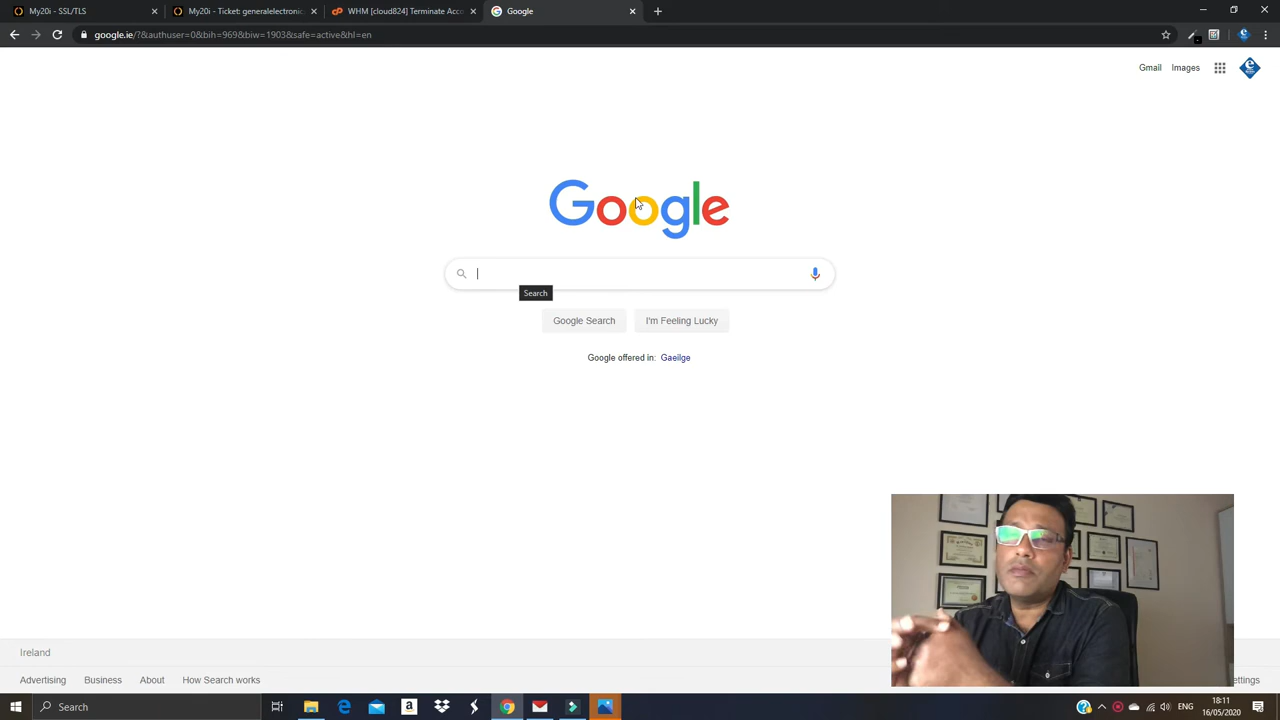 My20i - SSL/TLS
My20i - Ticket: generalelectronic
WHM [cloud824] Terminate Acco
Google
google.ie/?&authuser=0&bih=969&biw=1903&safe=active&hl=en
Gmail Images
Google
Search
Google Search I'm Feeling Lucky
Google offered in: Gaeilge
Ireland
Advertising Business About How Search works
ettings
Search
ENG
18:11
16/05/2020